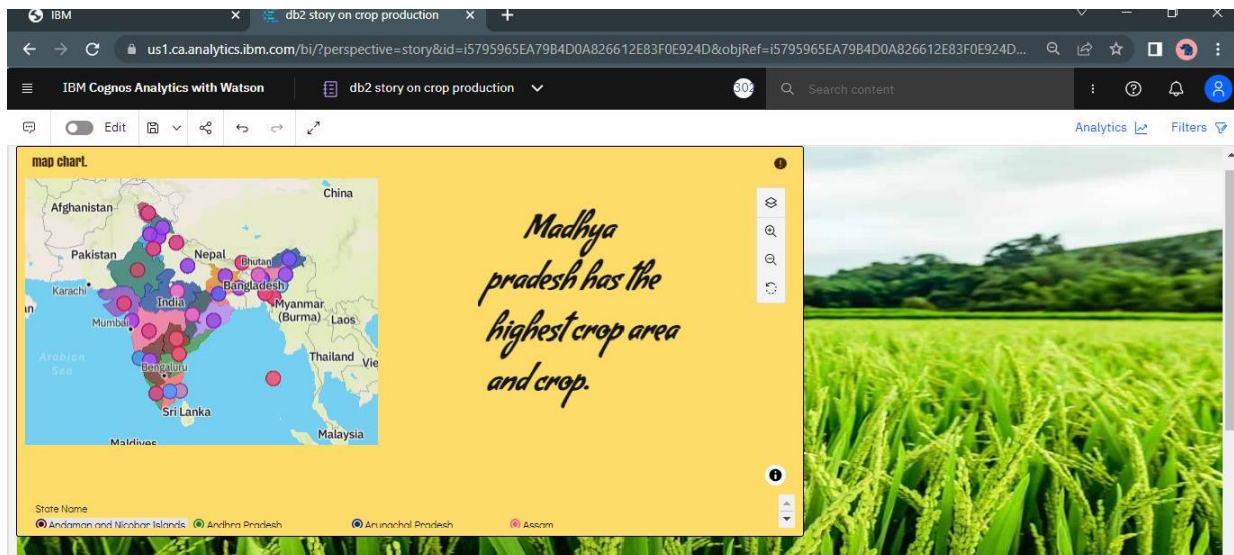 IBM
db2 story on crop production
us1.ca.analytics.ibm.com/bi/?perspective=story&id=i5795965EA79B4D0A826612E83F0E924D&objRef=i5795965EA79B4D0A826612E83F0E924D...
IBM Cognos Analytics with Watson
db2 story on crop production
302
Search content
Edit
Analytics
Filters
map chart.
China
Afghanistan
Pakistan
Nepal
Bhutan
Karachi
Bangladesh
India
Myanmar
(Burma)
Laos
Mumbai
Arabian
Sea
Thailand
Vie
Bengaluru
Sri Lanka
Malaysia
Maldives
Madhya
pradesh has the
highest crop area
and crop.
State Name
Andaman and Nicobar Islands Andhra Pradesh Arunachal Pradesh Assam